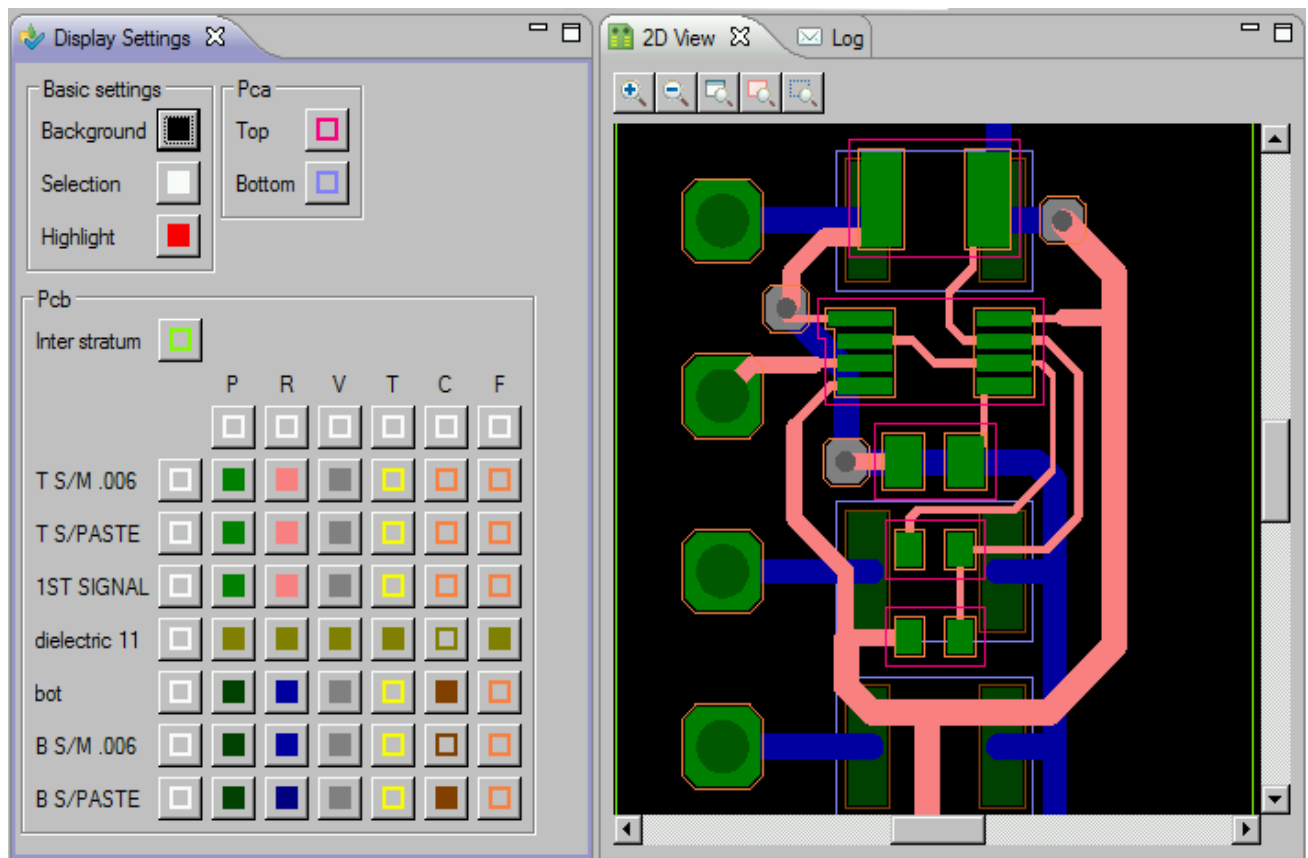 Display Settings
2D View
Log
Basic settings
Background
Selection
Highlight
Pca
Top
Bottom
Pcb
Inter stratum
P R V T C F
T S/M .006
T S/PASTE
1ST SIGNAL
dielectric 11
bot
B S/M .006
B S/PASTE